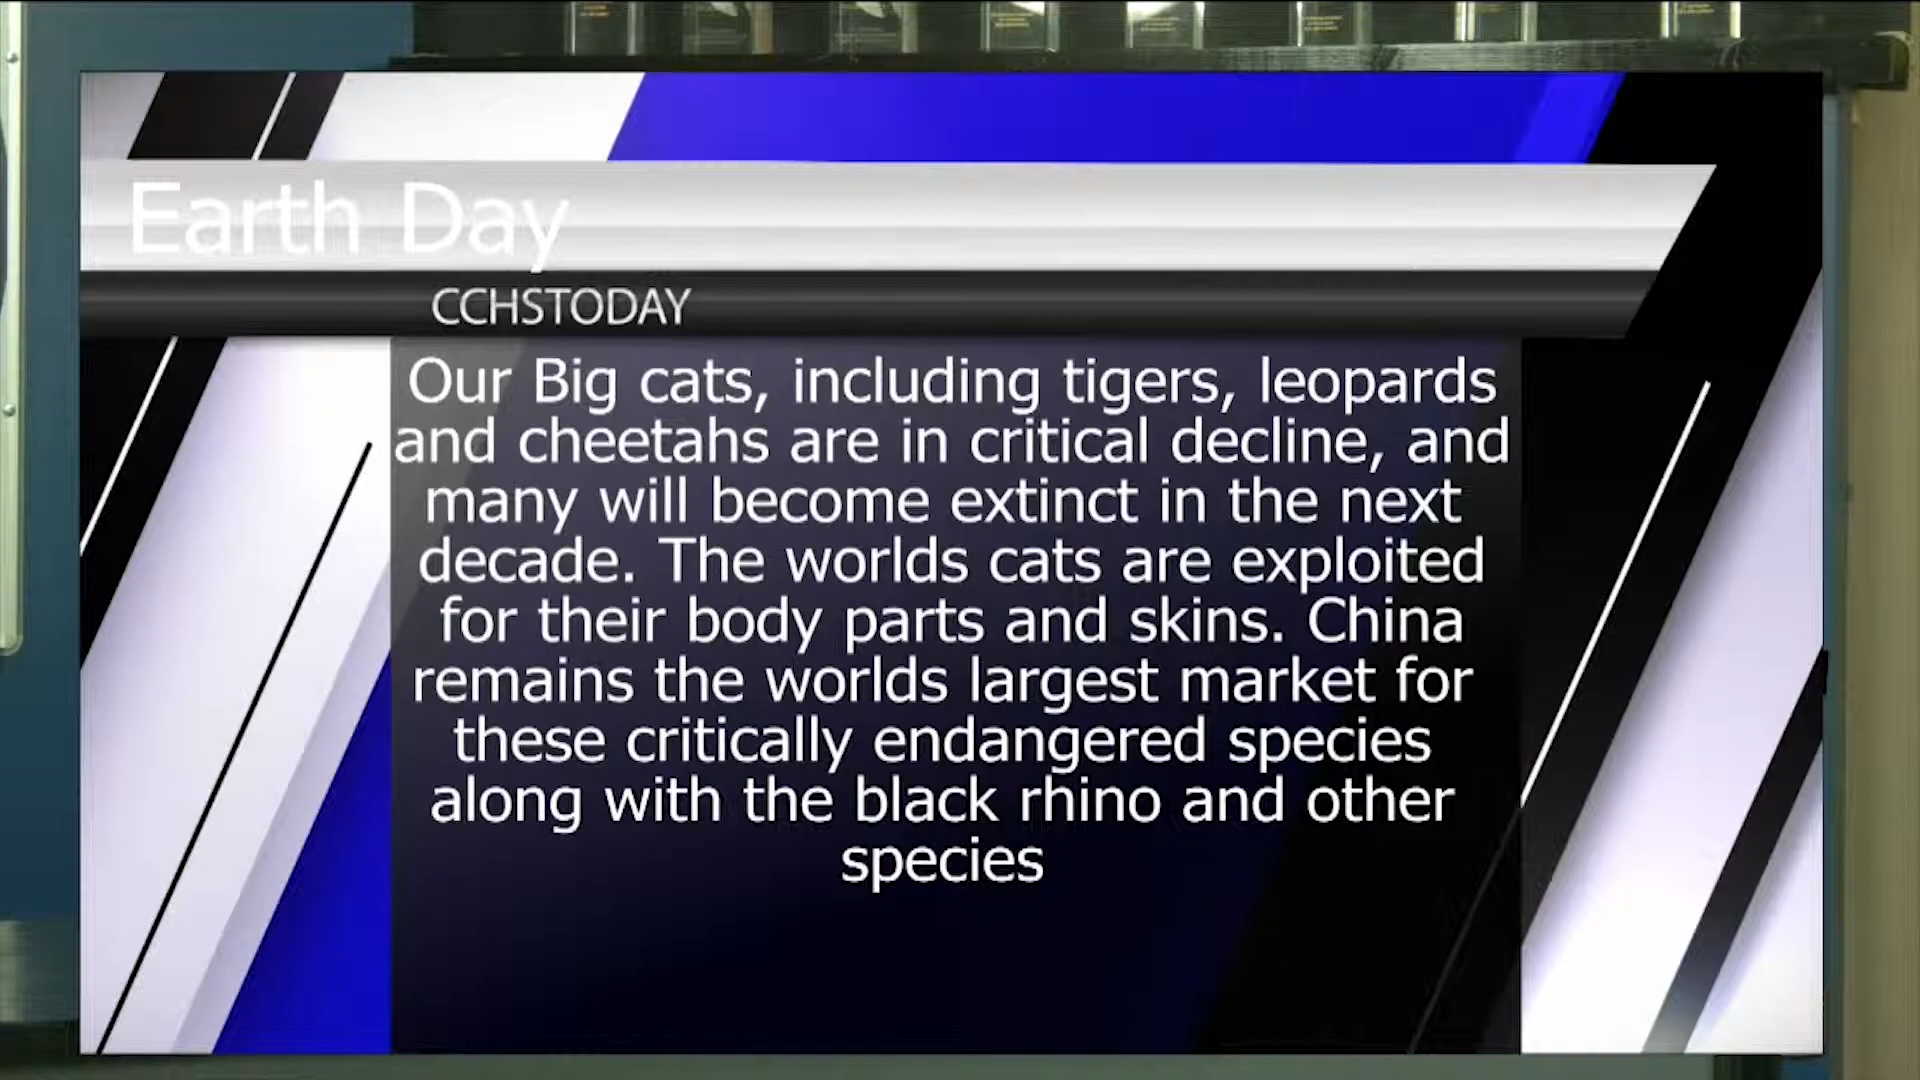 Earth Day
CCHSTODAY
Our Big cats, including tigers, leopards
and cheetahs are in critical decline, and
many will become extinct in the next
decade. The worlds cats are exploited
for their body parts and skins. China
remains the worlds largest market for
these critically endangered species
along with the black rhino and other
species